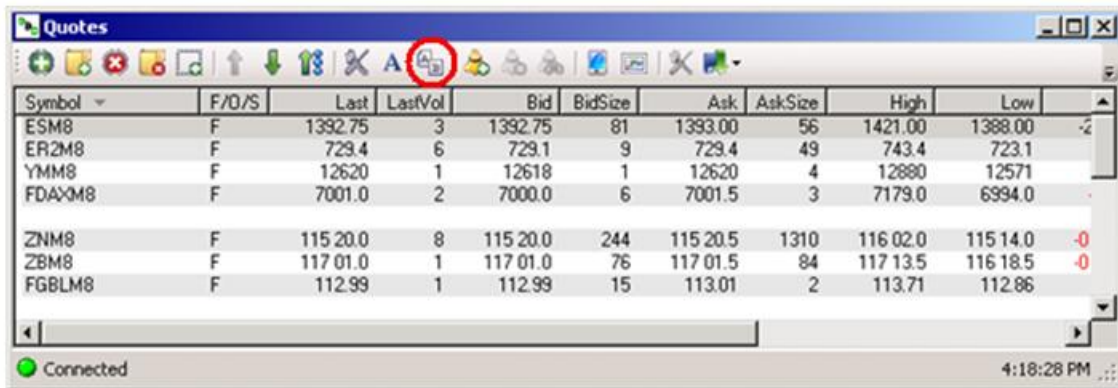 Quotes
A
Symbol F/O/S Last LastVol Bid BidSize Ask AskSize High Low
ESM8 F 1392.75 3 1392.75 81 1393.00 56 1421.00 1388.00 -2
ER2M8 F 729.4 6 729.1 9 729.4 49 743.4 723.1
YMM8 F 12620 1 12618 1 12620 4 12880 12571
FDAXM8 F 7001.0 2 7000.0 6 7001.5 3 7179.0 6994.0 -
ZNM8 F 115 20.0 8 115 20.0 244 115 20.5 1310 116 02.0 115 14.0 -0
ZBM8 F 117 01.0 1 117 01.0 76 117 01.5 84 117 13.5 116 18.5 -0
FGBLM8 F 112.99 1 112.99 15 113.01 2 113.71 112.86
Connected 4:18:28 PM